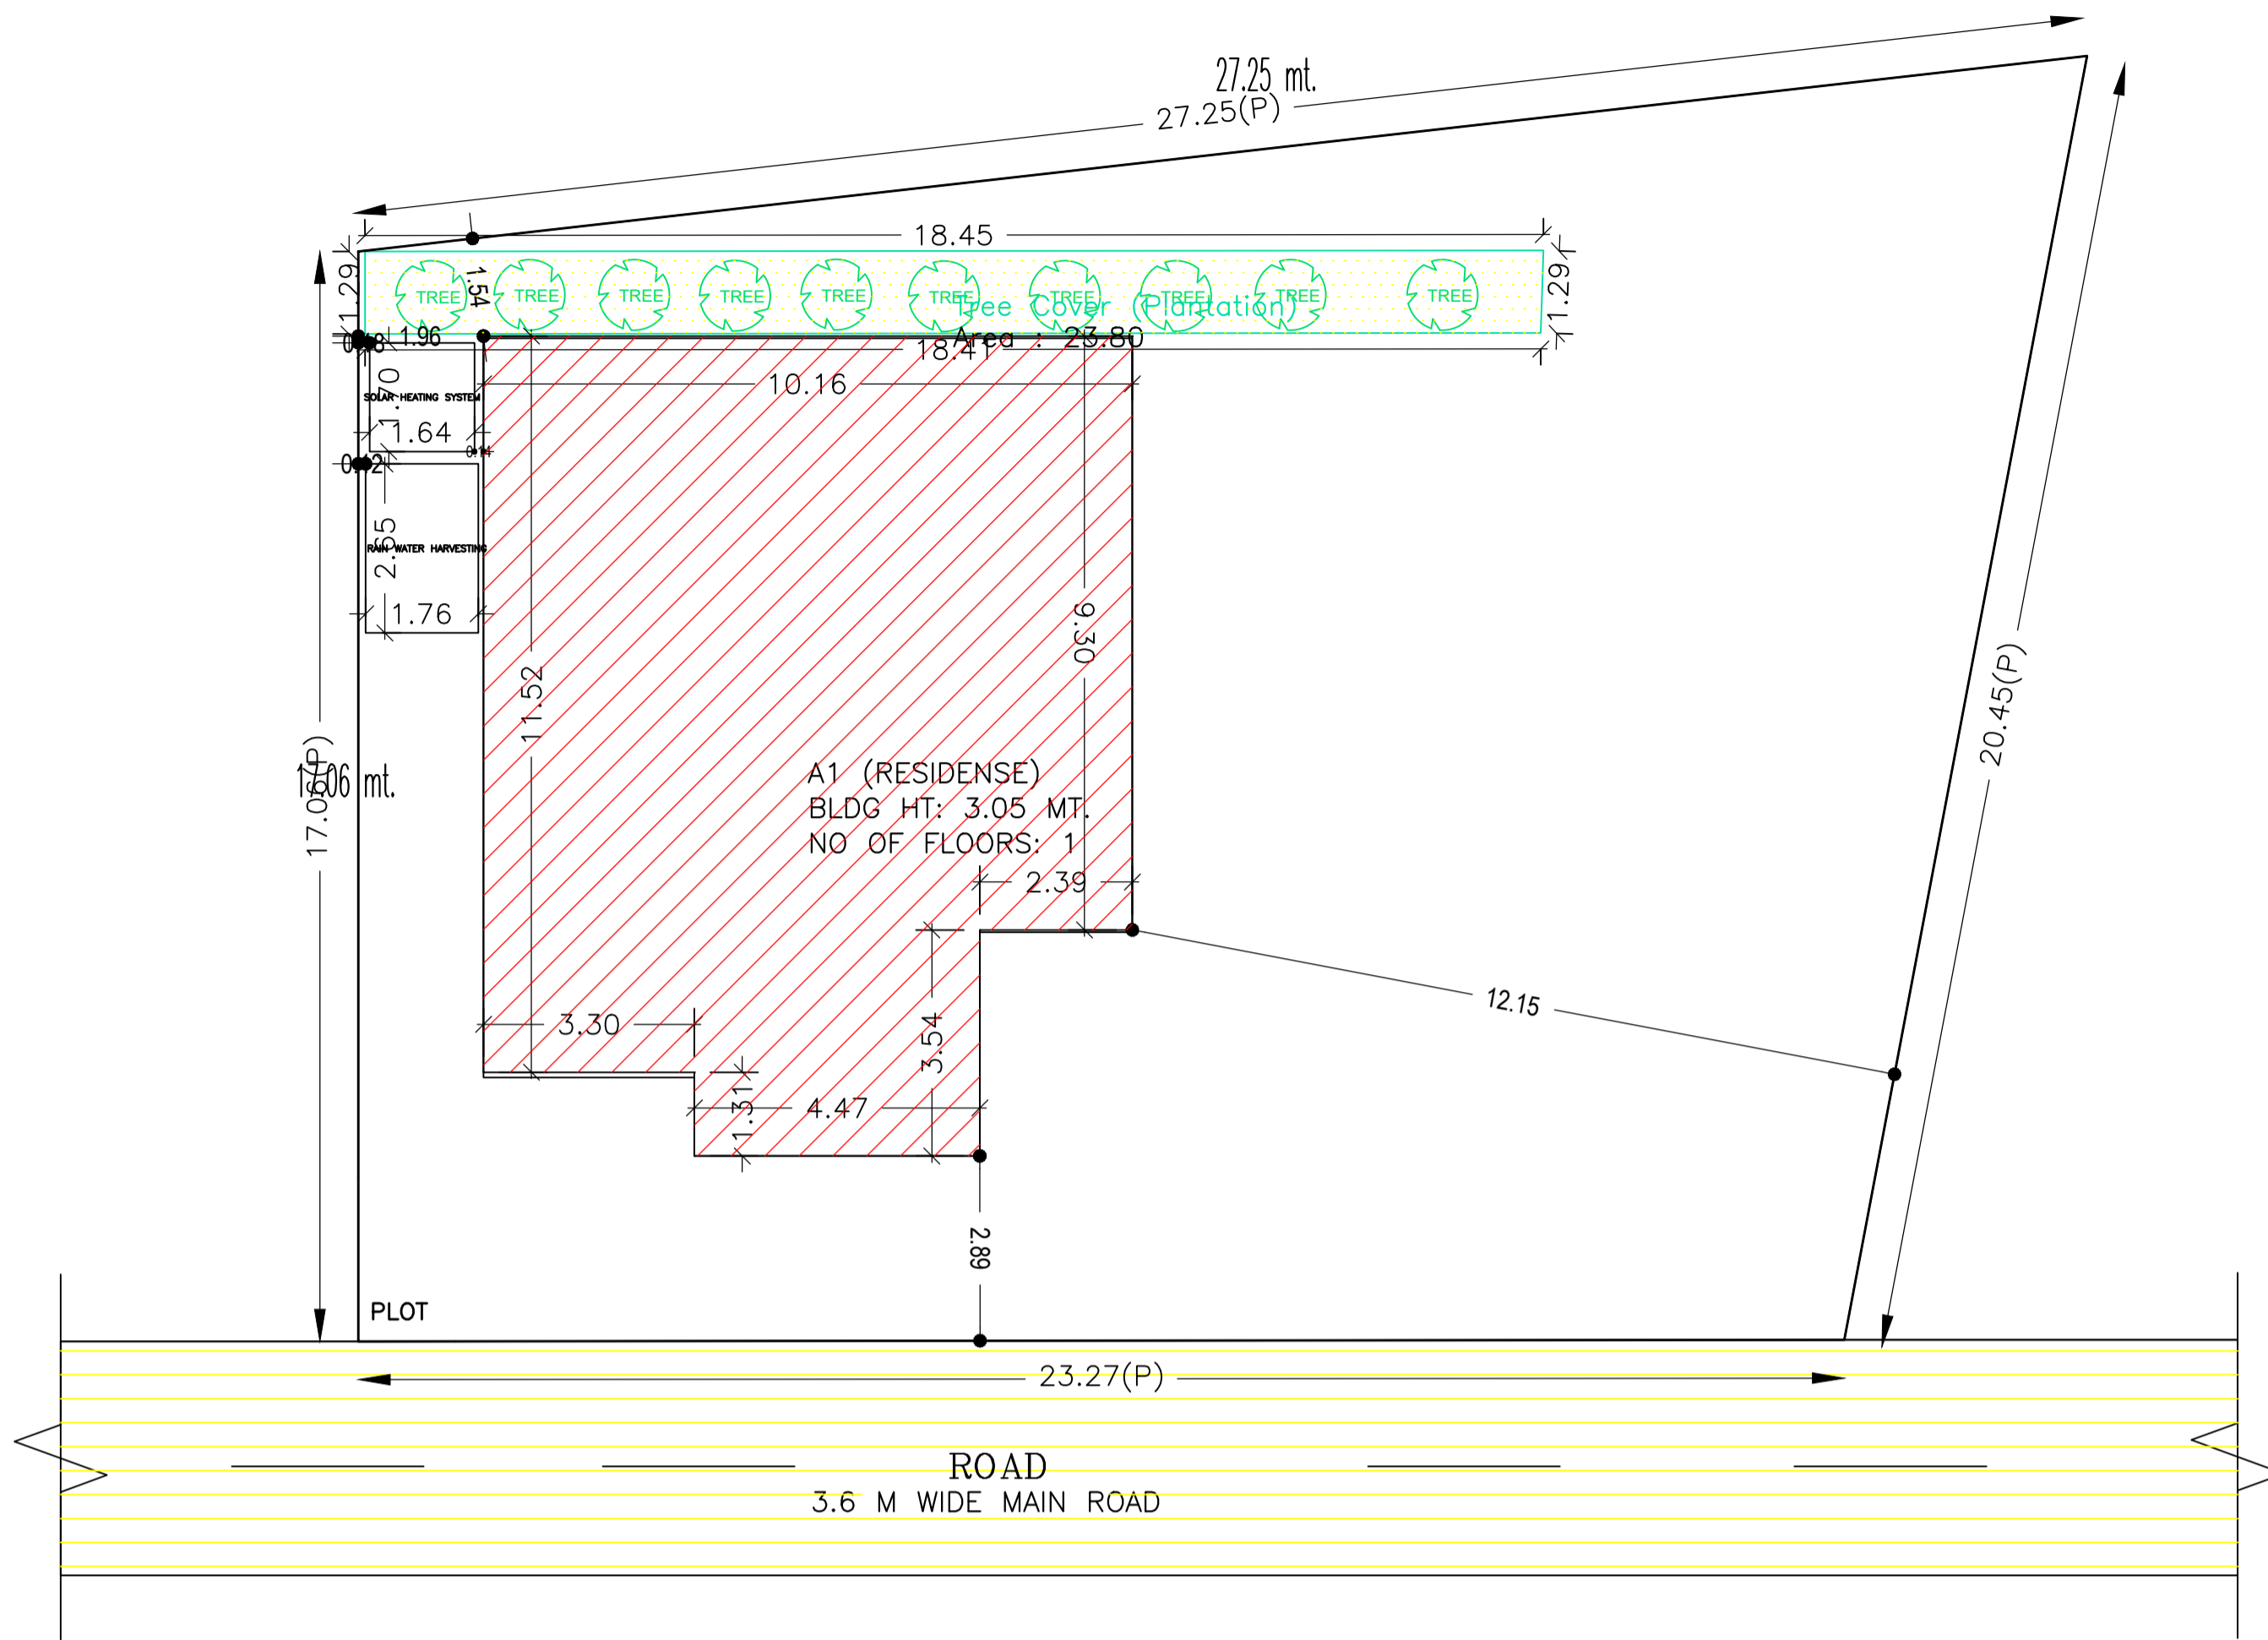 27.25 mt.
27.25(P)
18.45
1.29
1.54
TREE TREE TREE TREE TREE TREE TREE TREE TREE TREE
Tree Cover (Plantation)
Area : 23.80
1.29
1.96
18.41
10.16
1.70
SOLAR HEATING SYSTEM
1.64
0.14
0.12
2.65
RAIN WATER HARVESTING
1.76
9.30
11.52
20.45(P)
17.06(P)
17.06 mt.
A1 (RESIDENSE)
BLDG HT: 3.05 MT.
NO OF FLOORS: 1
2.39
12.15
3.30
3.54
1.31
4.47
2.89
PLOT
23.27(P)
ROAD
3.6 M WIDE MAIN ROAD